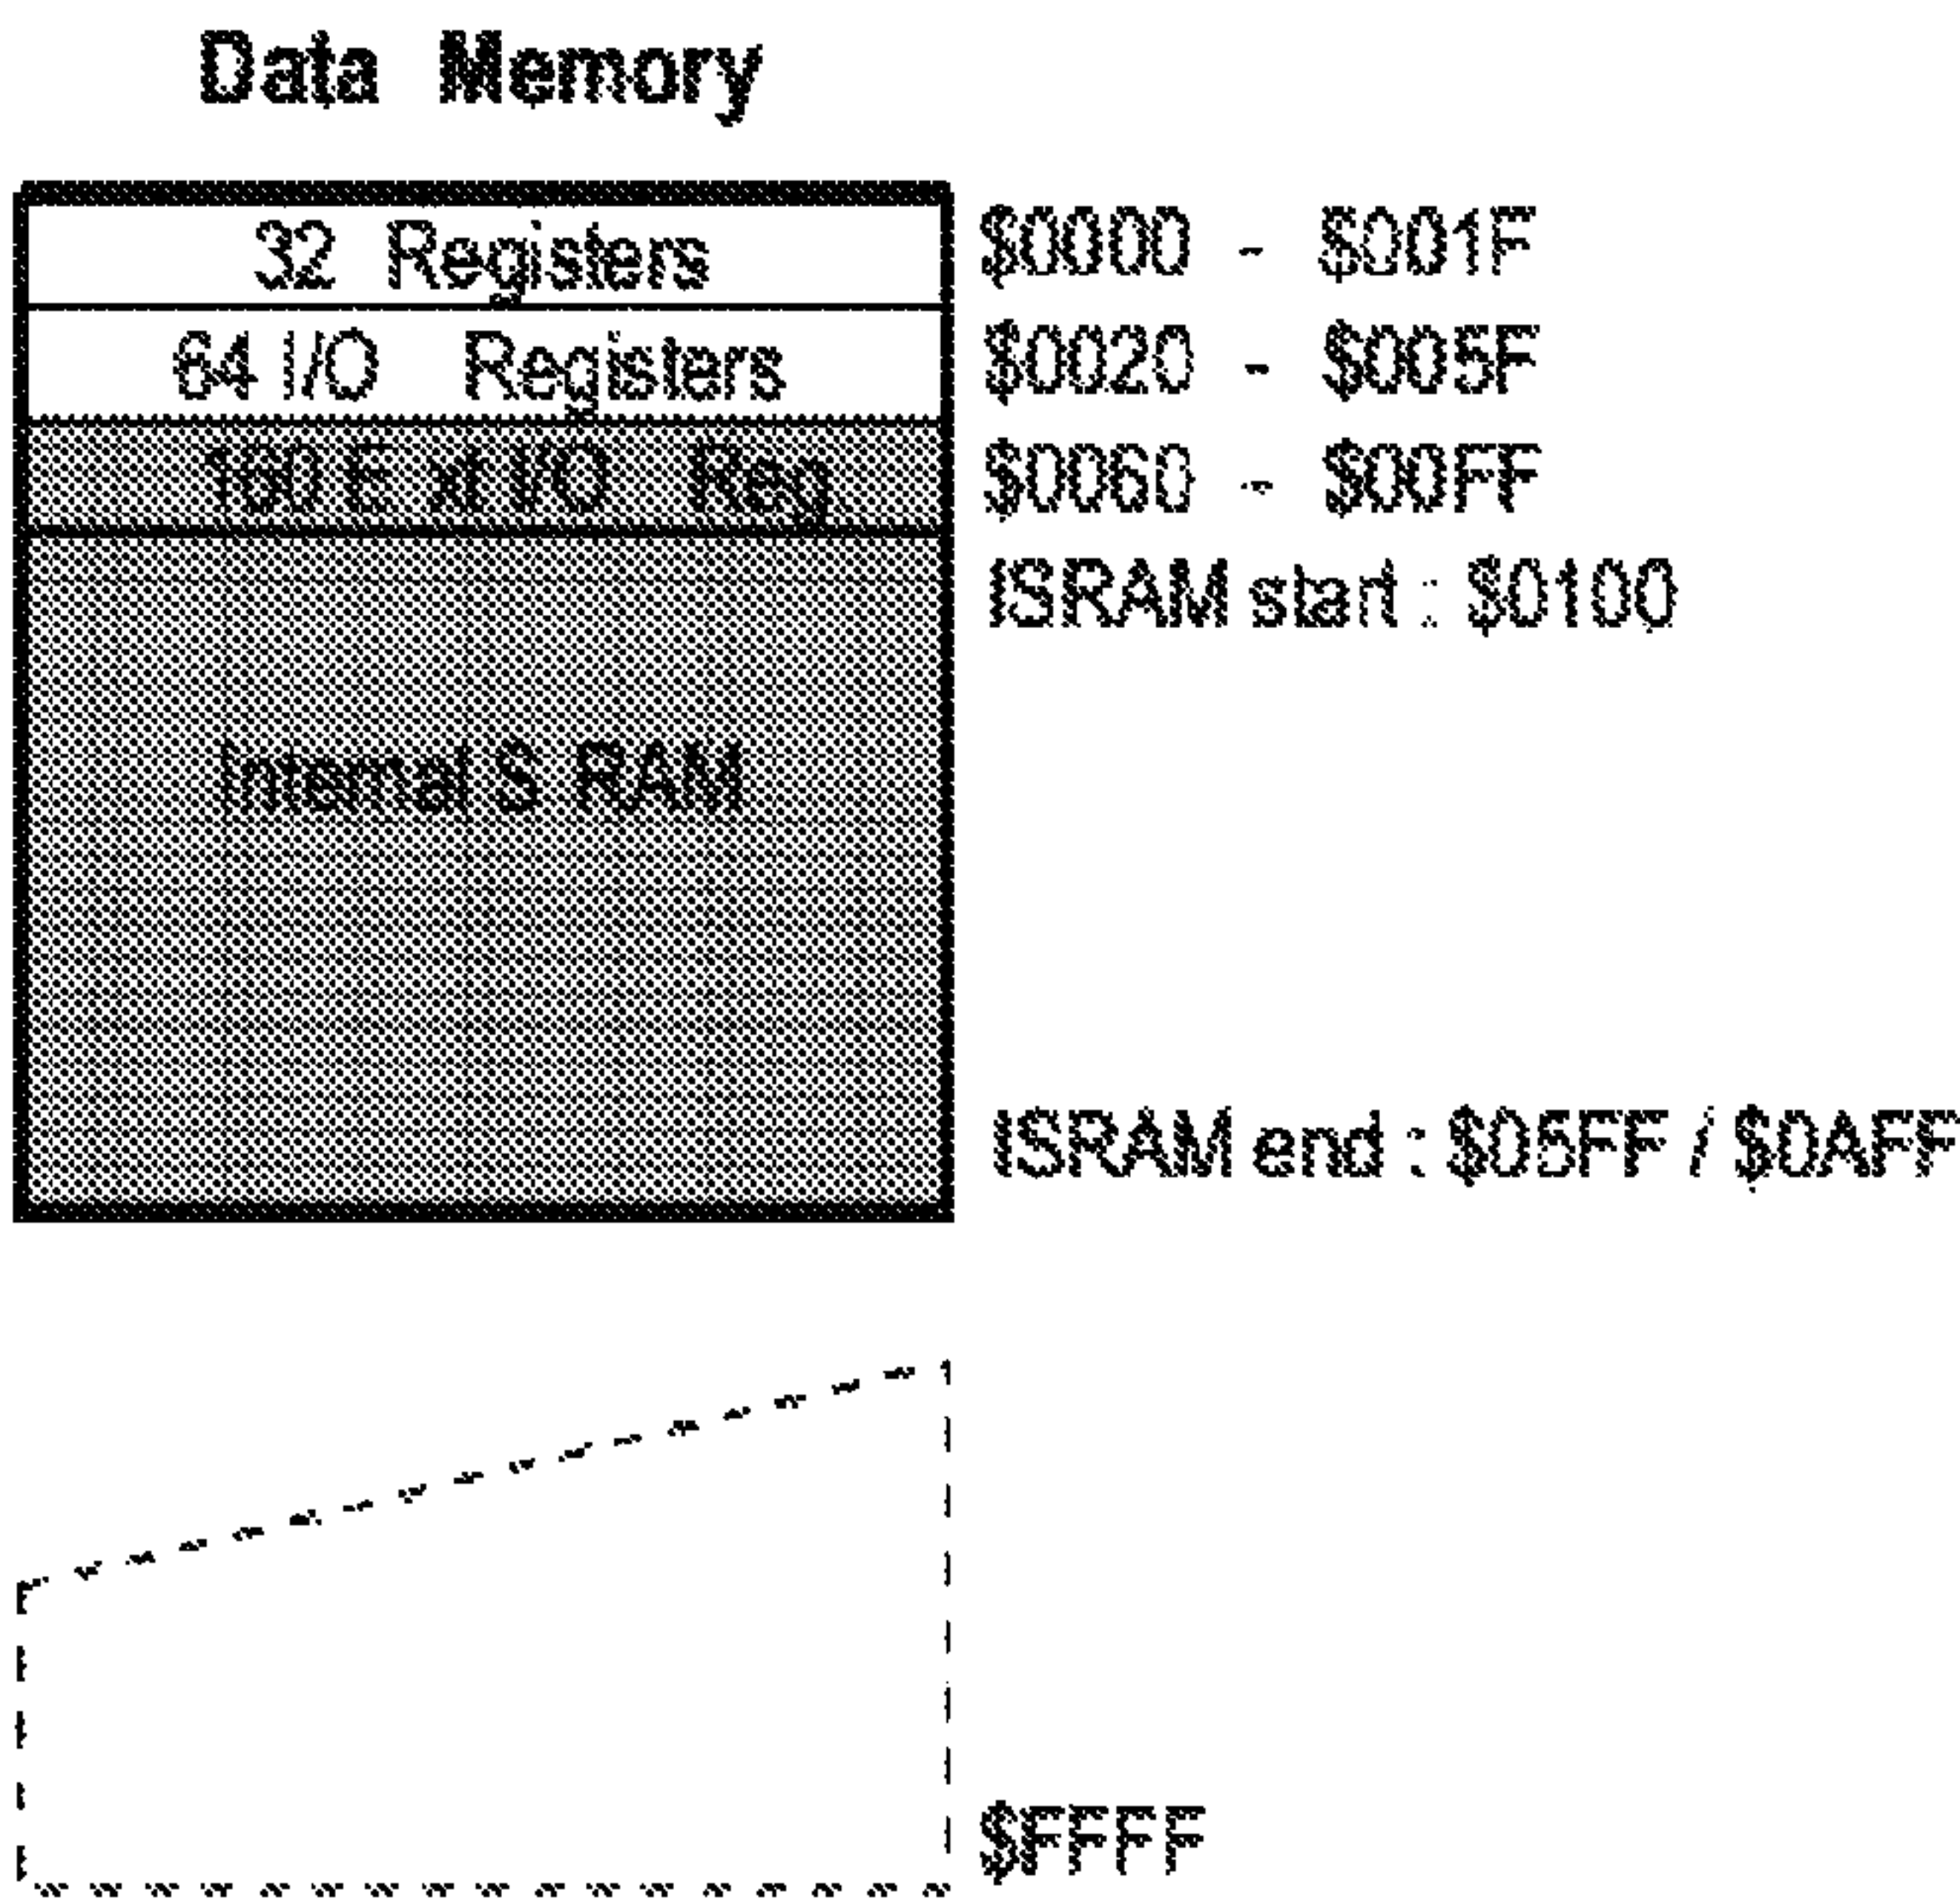 Data Memory
32 Registers $0000 - $001F
64 I/O Registers $0020 - $005F
160 Ext I/O Reg $0060 - $00FF
ISRAM start : $0100
Internal SRAM
ISRAM end : $05FF / $0AFF
$FFFF